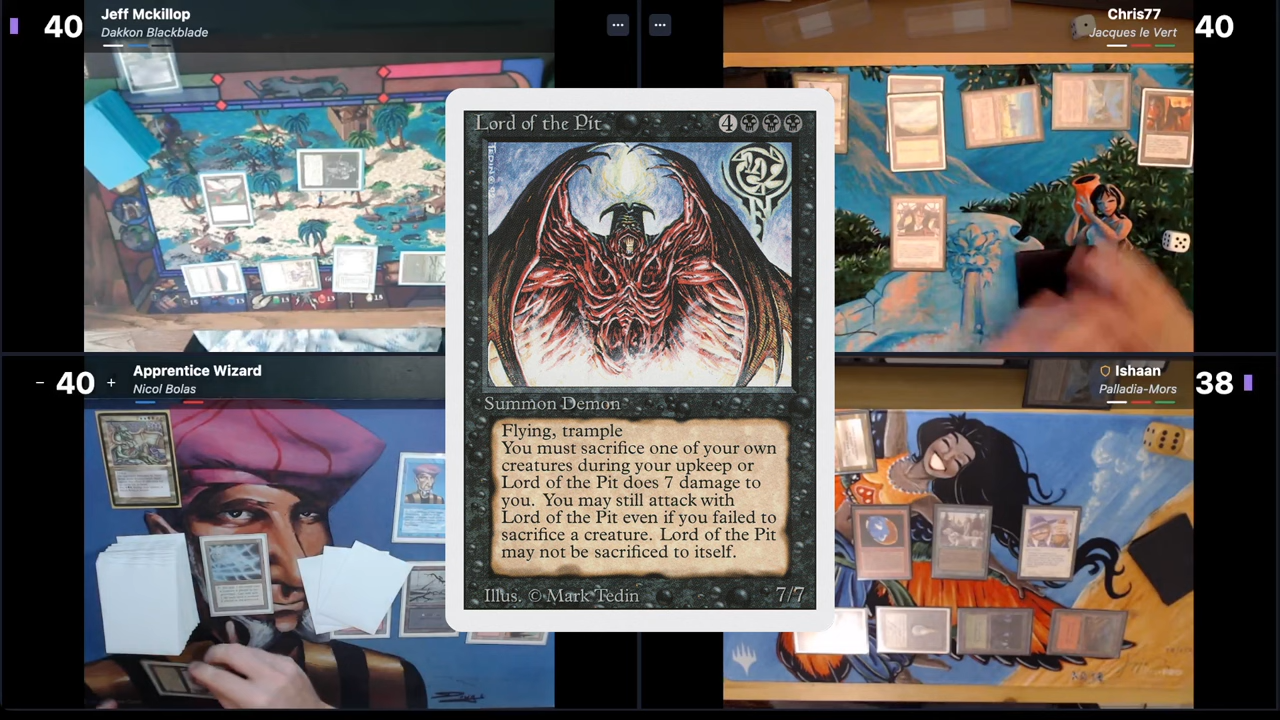 40
Jeff Mckillop
Dakkon Blackblade
Chris77
Jacques le Vert
40
Lord of the Pit
4
Summon Demon
Flying, trample
You must sacrifice one of your own
creatures during your upkeep or
Lord of the Pit does 7 damage to
you. You may still attack with
Lord of the Pit even if you failed to
sacrifice a creature. Lord of the Pit
may not be sacrificed to itself.
Illus. © Mark Tedin
7/7
− 40 +
Apprentice Wizard
Nicol Bolas
Ishaan
Palladia-Mors
38